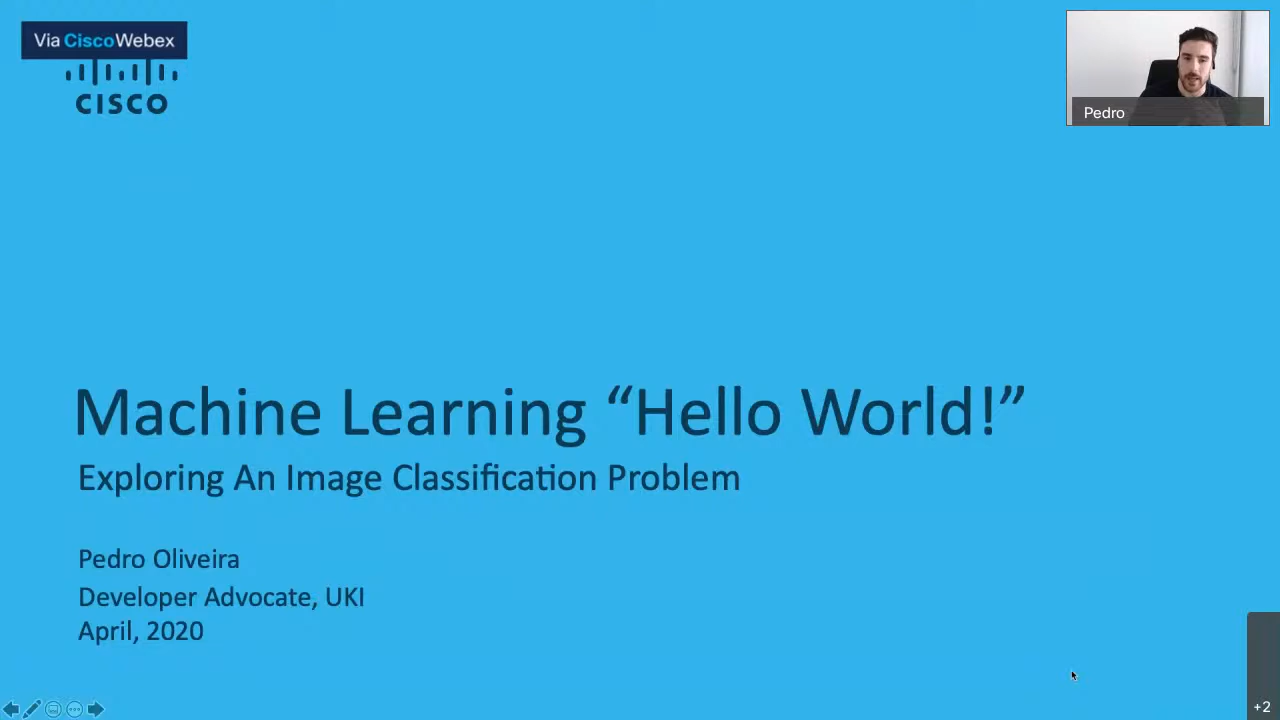 Via CiscoWebex
CISCO
Pedro
Machine Learning “Hello World!”
Exploring An Image Classification Problem
Pedro Oliveira
Developer Advocate, UKI
April, 2020
+2